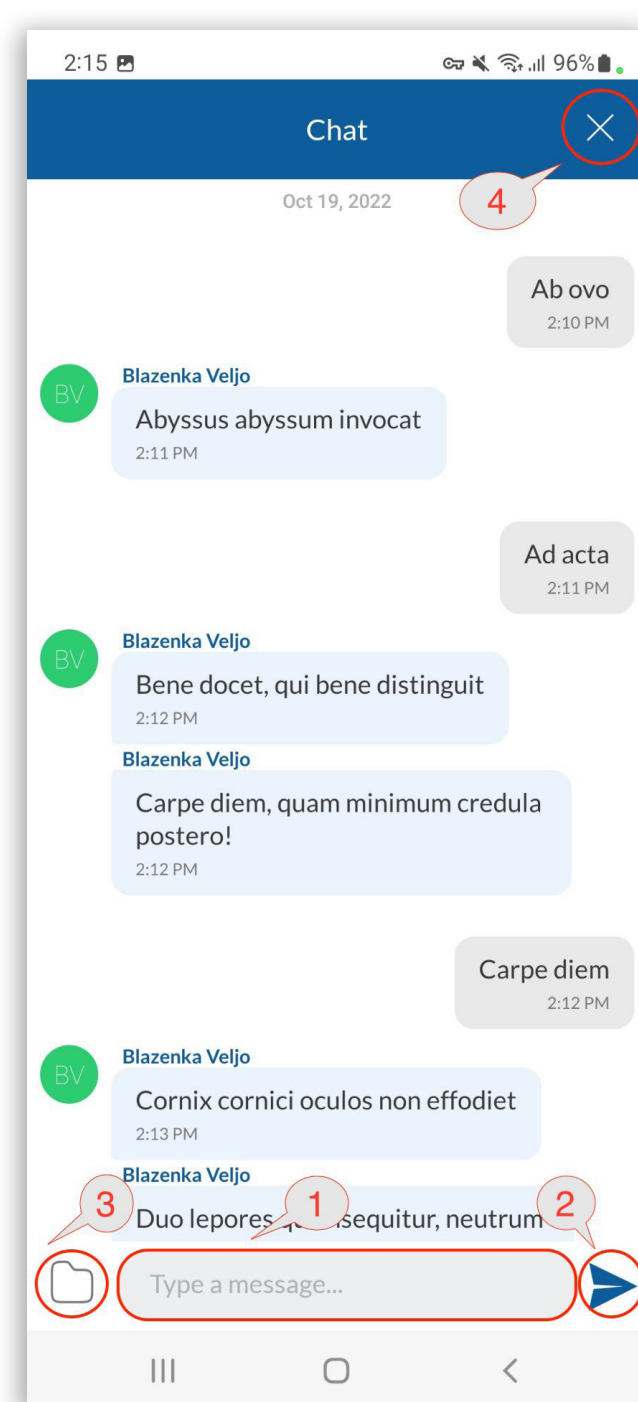 2:15 96%
Chat
4
Oct 19, 2022
Ab ovo
2:10 PM
Blazenka Veljo
BV
Abyssus abyssum invocat
2:11 PM
Ad acta
2:11 PM
Blazenka Veljo
BV
Bene docet, qui bene distinguit
2:12 PM
Blazenka Veljo
Carpe diem, quam minimum credula
postero!
2:12 PM
Carpe diem
2:12 PM
Blazenka Veljo
BV
Cornix cornici oculos non effodiet
2:13 PM
Blazenka Veljo
3 1 2
Duo lepores neutrum
Type a message...